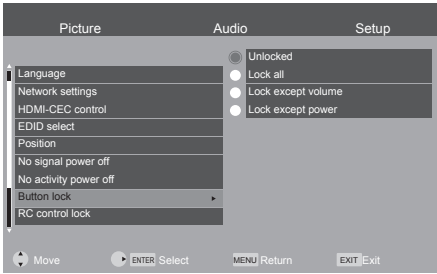 Picture Audio Setup
Language
Network settings
HDMI-CEC control
EDID select
Position
No signal power off
No activity power off
Button lock
RC control lock
Unlocked
Lock all
Lock except volume
Lock except power
Move ENTER Select MENU Return EXIT Exit